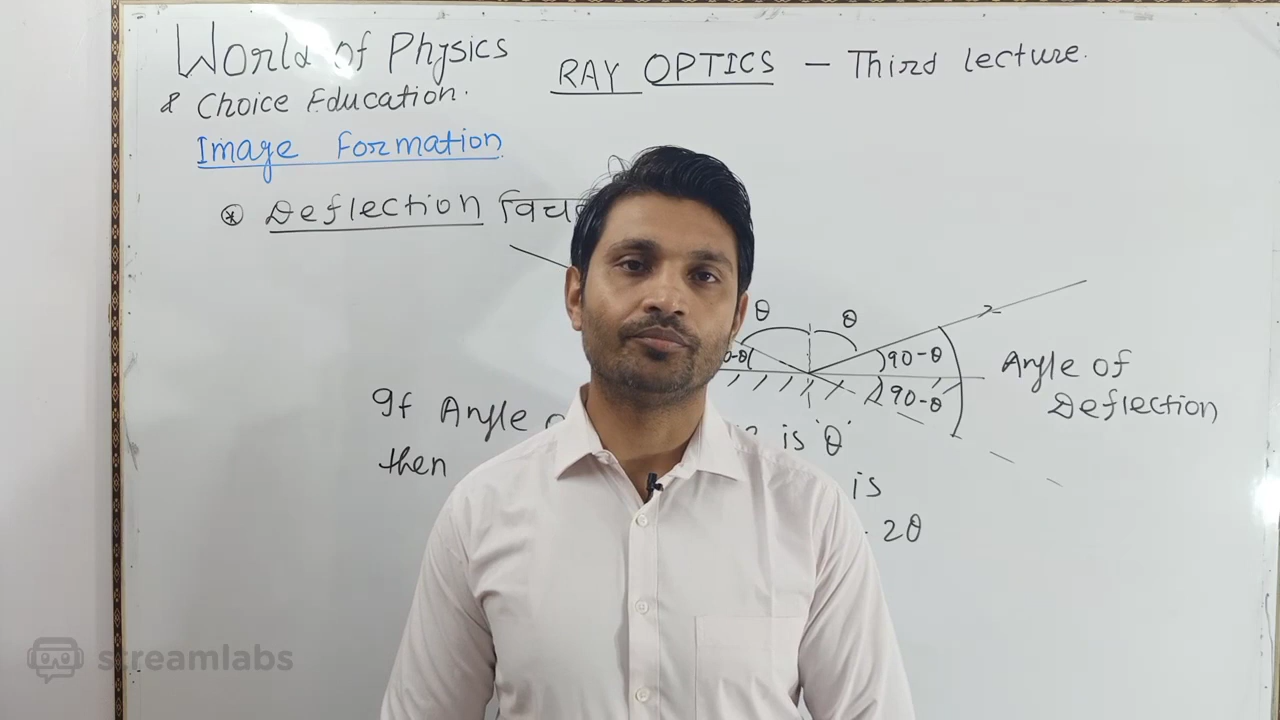 World of Physics
& Choice Education.
RAY OPTICS – Third lecture.
Image Formation
* Deflection
θ θ
90-θ
90-θ
Angle of
Deflection
If Angle is 'θ'
then is
2θ
streamlabs